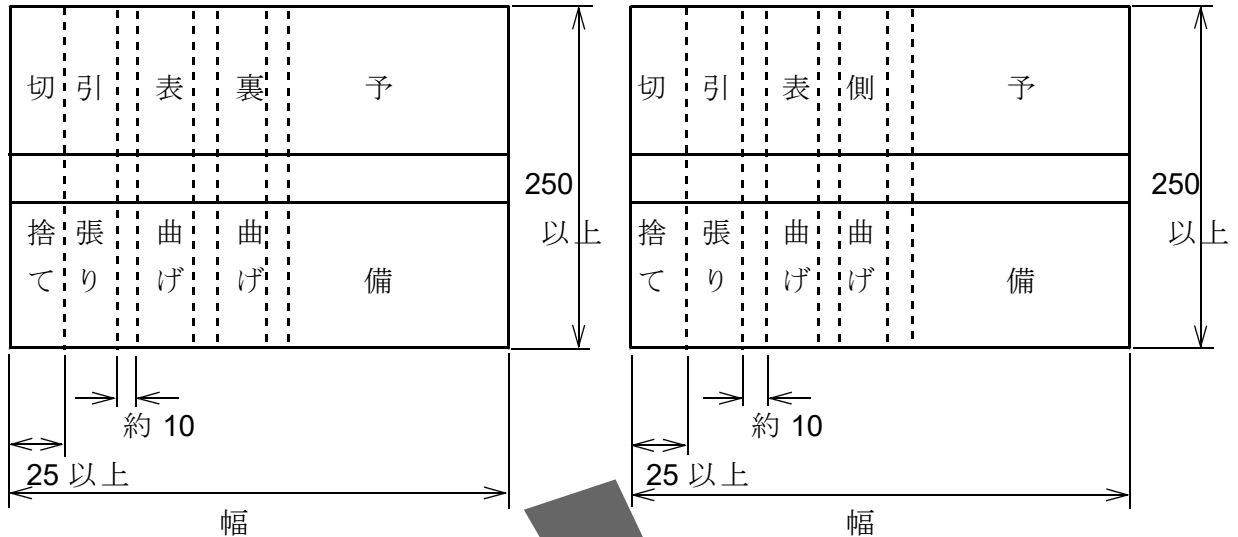 切 引 表 裏 予
捨て 張り 曲げ 曲げ 備
250
以上
約 10
25 以上
幅
切 引 表 側 予
捨て 張り 曲げ 曲げ 備
250
以上
約 10
25 以上
幅